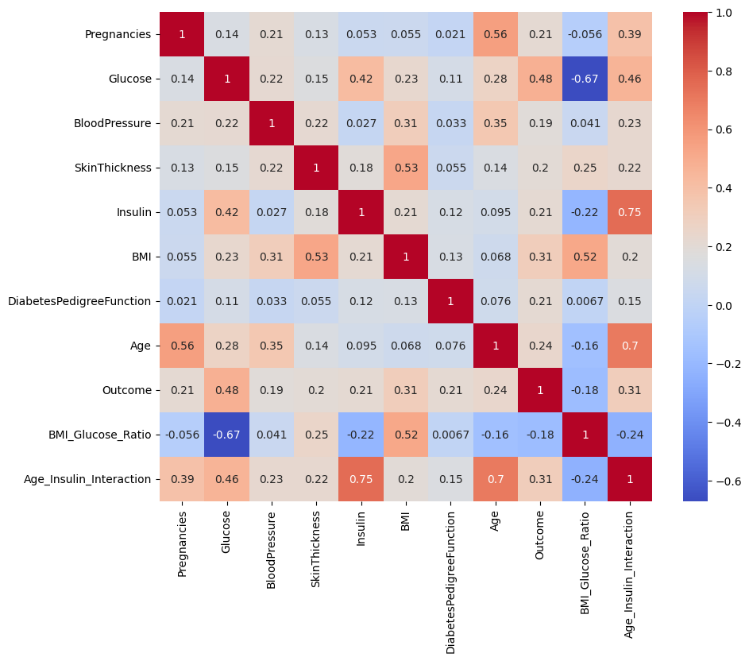 Pregnancies 1 0.14 0.21 0.13 0.053 0.055 0.021 0.56 0.21 -0.056 0.39
Glucose 0.14 1 0.22 0.15 0.42 0.23 0.11 0.28 0.48 -0.67 0.46
BloodPressure 0.21 0.22 1 0.22 0.027 0.31 0.033 0.35 0.19 0.041 0.23
SkinThickness 0.13 0.15 0.22 1 0.18 0.53 0.055 0.14 0.2 0.25 0.22
Insulin 0.053 0.42 0.027 0.18 1 0.21 0.12 0.095 0.21 -0.22 0.75
BMI 0.055 0.23 0.31 0.53 0.21 1 0.13 0.068 0.31 0.52 0.2
DiabetesPedigreeFunction 0.021 0.11 0.033 0.055 0.12 0.13 1 0.076 0.21 0.0067 0.15
Age 0.56 0.28 0.35 0.14 0.095 0.068 0.076 1 0.24 -0.16 0.7
Outcome 0.21 0.48 0.19 0.2 0.21 0.31 0.21 0.24 1 -0.18 0.31
BMI_Glucose_Ratio -0.056 -0.67 0.041 0.25 -0.22 0.52 0.0067 -0.16 -0.18 1 -0.24
Age_Insulin_Interaction 0.39 0.46 0.23 0.22 0.75 0.2 0.15 0.7 0.31 -0.24 1
Pregnancies
Glucose
BloodPressure
SkinThickness
Insulin
BMI
DiabetesPedigreeFunction
Age
Outcome
BMI_Glucose_Ratio
Age_Insulin_Interaction
1.0
0.8
0.6
0.4
0.2
0.0
−0.2
−0.4
−0.6